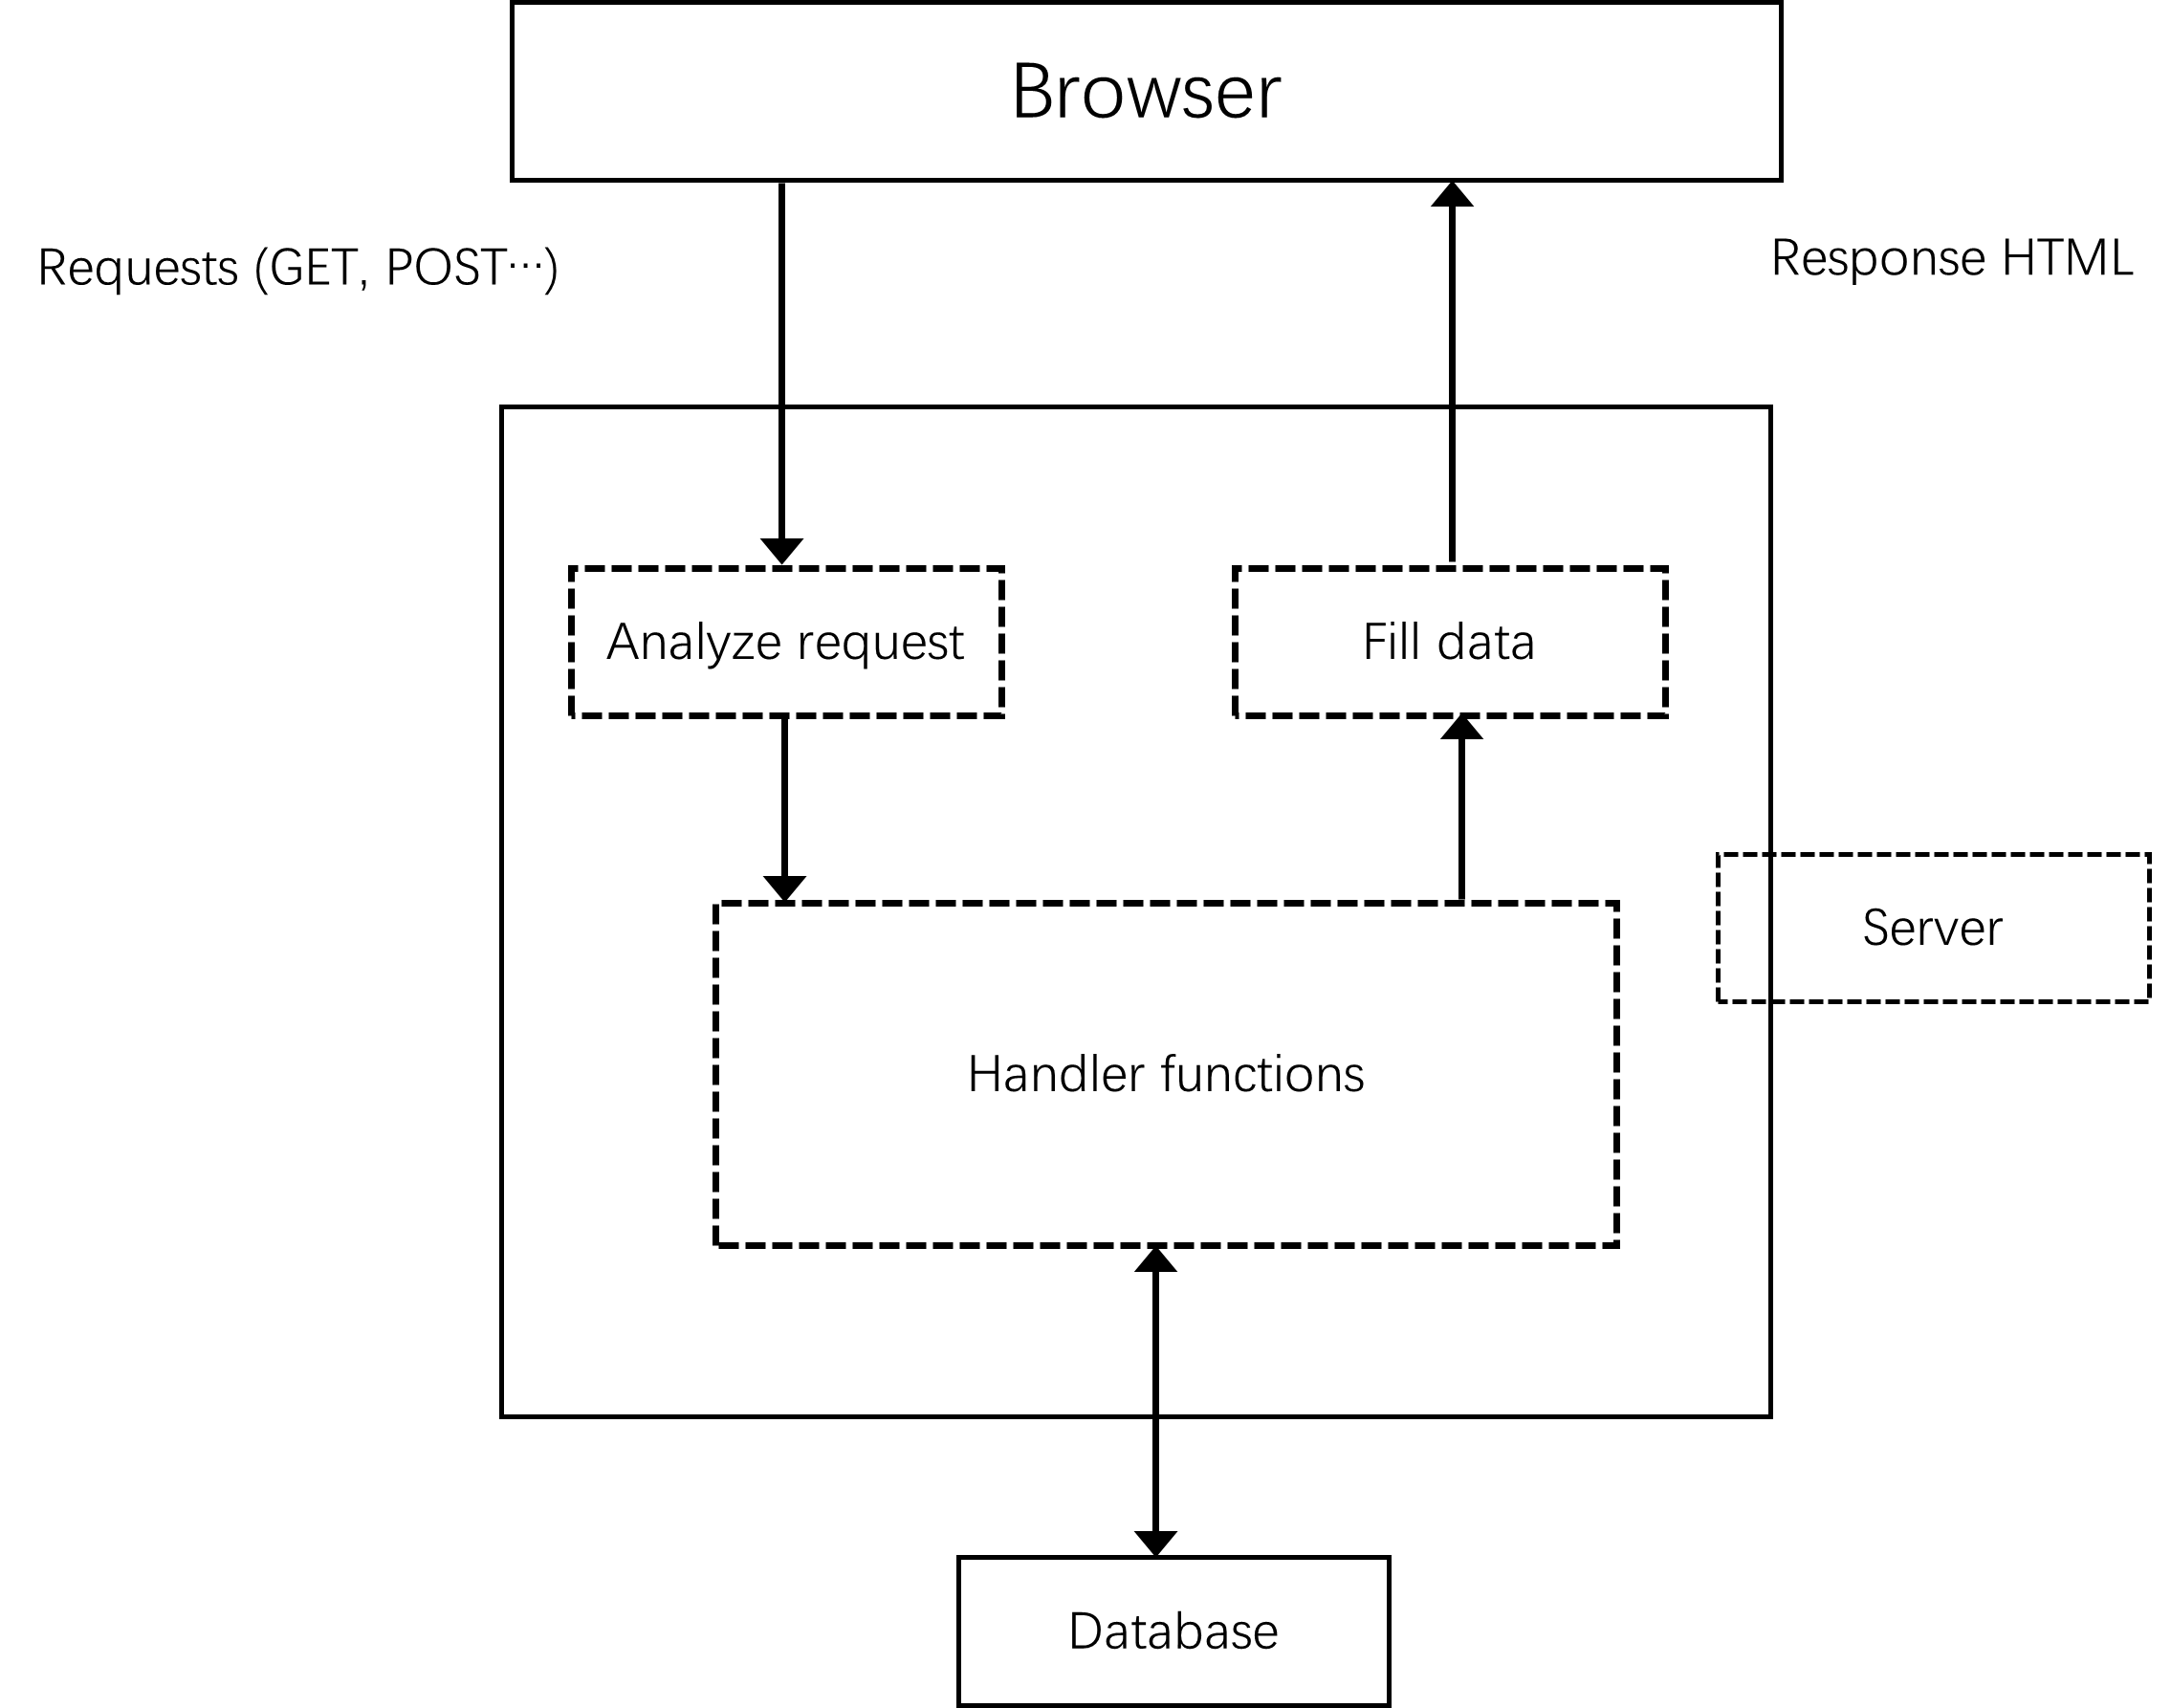 Browser
Requests (GET, POST⋯)
Response HTML
Analyze request
Fill data
Server
Handler functions
Database